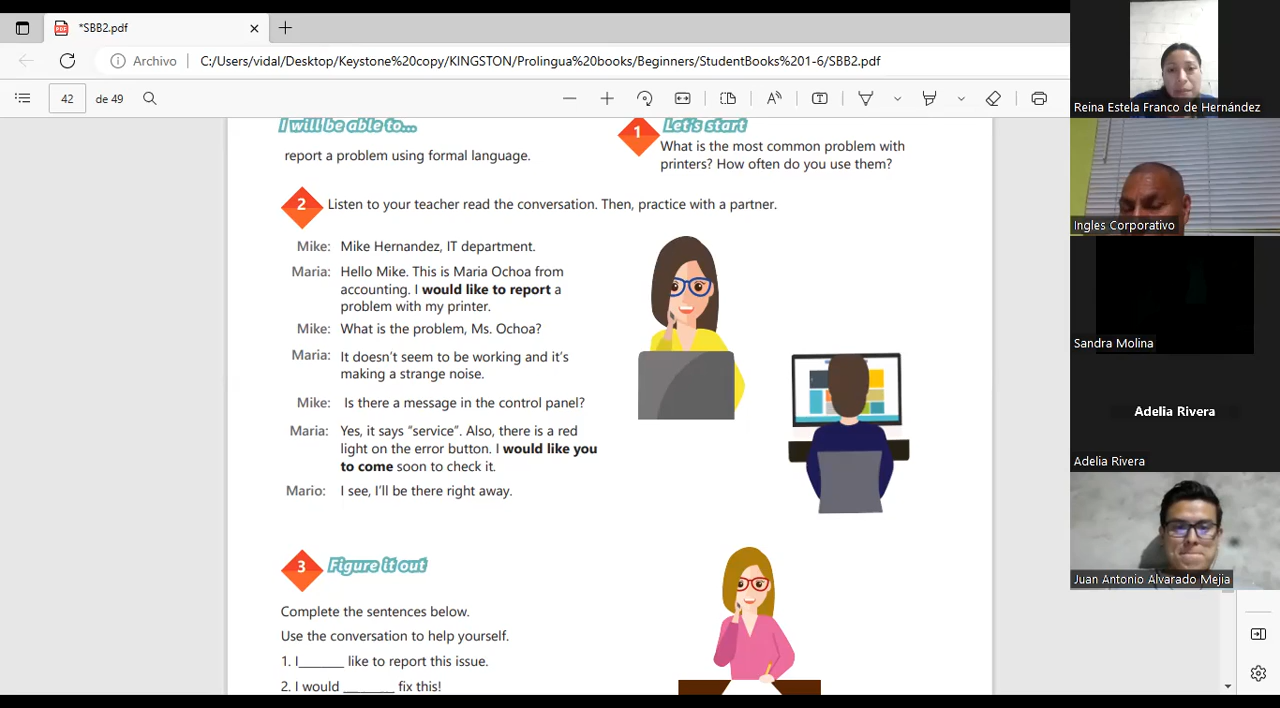 *SBB2.pdf
Archivo
C:/Users/vidal/Desktop/Keystone%20copy/KINGSTON/Prolingua%20books/Beginners/StudentBooks%201-6/SBB2.pdf
42
de 49
I will be able to...
report a problem using formal language.
1
Let's start
What is the most common problem with
printers? How often do you use them?
2
Listen to your teacher read the conversation. Then, practice with a partner.
Mike: Mike Hernandez, IT department.
Maria: Hello Mike. This is Maria Ochoa from
accounting. I would like to report a
problem with my printer.
Mike: What is the problem, Ms. Ochoa?
Maria: It doesn't seem to be working and it's
making a strange noise.
Mike: Is there a message in the control panel?
Maria: Yes, it says “service”. Also, there is a red
light on the error button. I would like you
to come soon to check it.
Mario: I see, I'll be there right away.
3
Figure it out
Complete the sentences below.
Use the conversation to help yourself.
1. I______ like to report this issue.
2. I would _______ fix this!
Reina Estela Franco de Hernández
Ingles Corporativo
Sandra Molina
Adelia Rivera
Adelia Rivera
Juan Antonio Alvarado Mejia